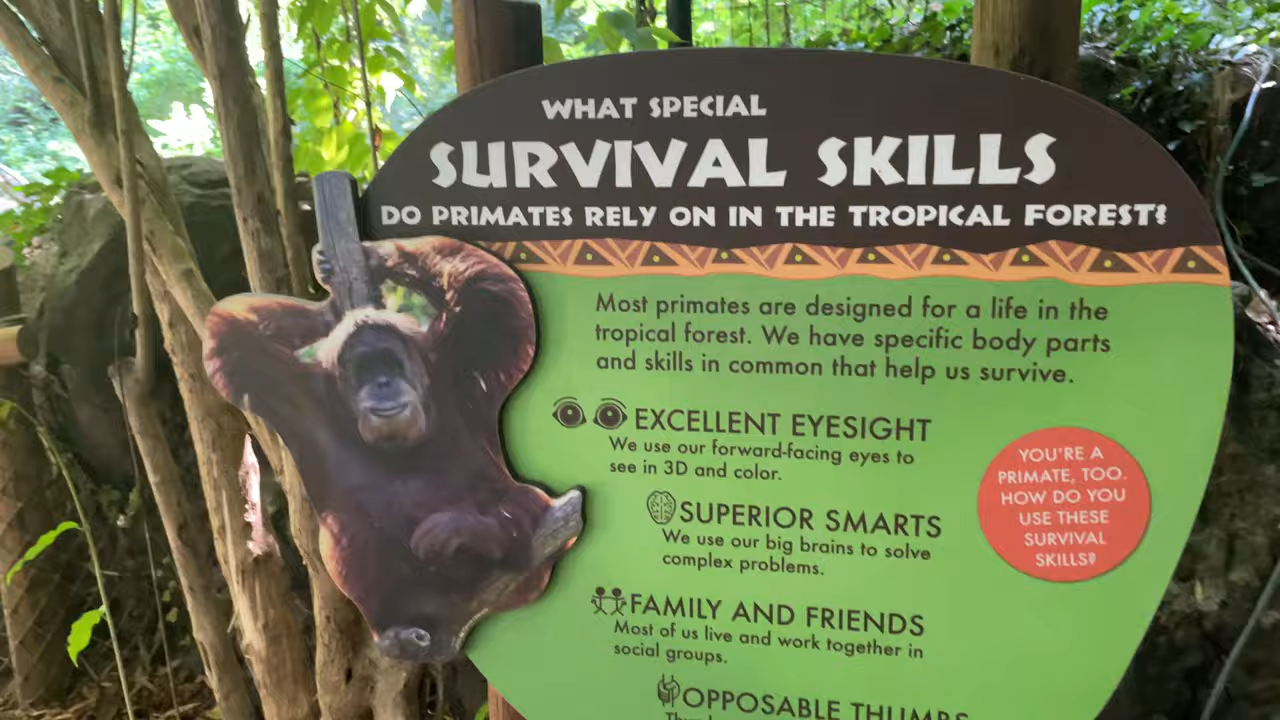 WHAT SPECIAL
SURVIVAL SKILLS
DO PRIMATES RELY ON IN THE TROPICAL FOREST?
Most primates are designed for a life in the
tropical forest. We have specific body parts
and skills in common that help us survive.
EXCELLENT EYESIGHT
We use our forward-facing eyes to
see in 3D and color.
SUPERIOR SMARTS
We use our big brains to solve
complex problems.
FAMILY AND FRIENDS
Most of us live and work together in
social groups.
OPPOSABLE THUMBS
YOU'RE A
PRIMATE, TOO.
HOW DO YOU
USE THESE
SURVIVAL
SKILLS?